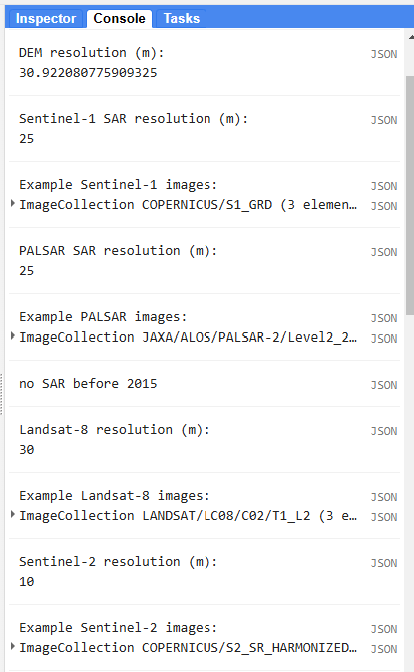 Inspector Console Tasks
DEM resolution (m): JSON
30.922080775909325
Sentinel-1 SAR resolution (m): JSON
25
Example Sentinel-1 images: JSON
ImageCollection COPERNICUS/S1_GRD (3 elemen… JSON
PALSAR SAR resolution (m): JSON
25
Example PALSAR images: JSON
ImageCollection JAXA/ALOS/PALSAR-2/Level2_2… JSON
no SAR before 2015 JSON
Landsat-8 resolution (m): JSON
30
Example Landsat-8 images: JSON
ImageCollection LANDSAT/LC08/C02/T1_L2 (3 e… JSON
Sentinel-2 resolution (m): JSON
10
Example Sentinel-2 images: JSON
ImageCollection COPERNICUS/S2_SR_HARMONIZED… JSON